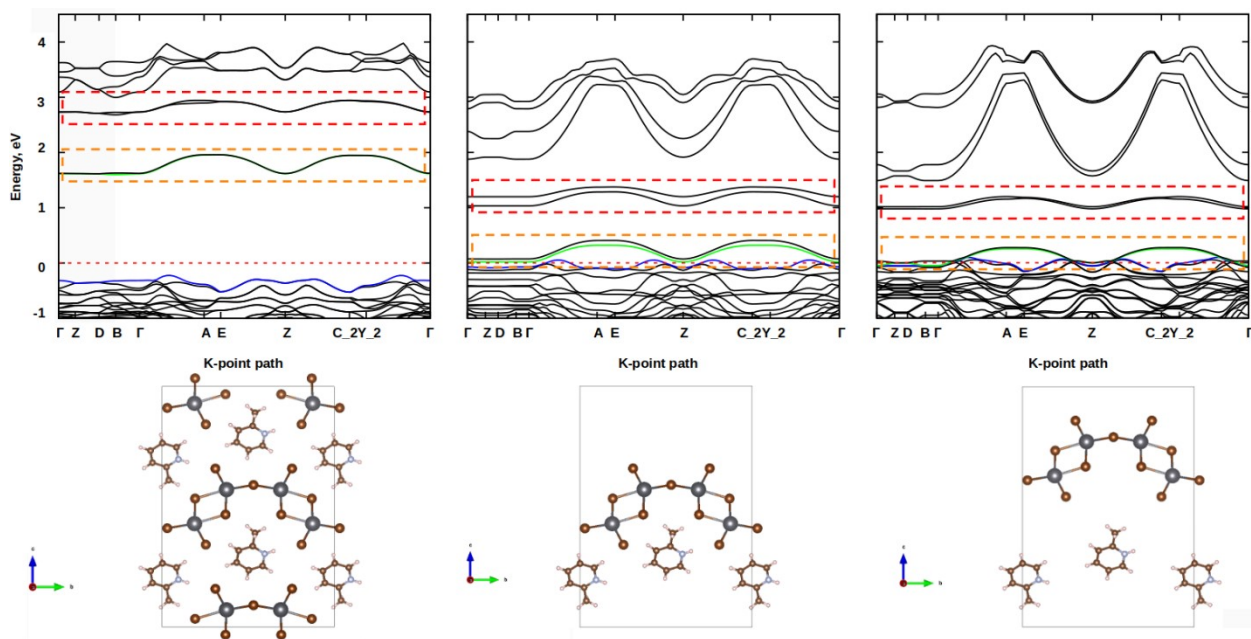 4
3
2
1
0
-1
Energy, eV
Γ Z D B Γ A E Z C_2Y_2 Γ
Γ Z D B Γ A E Z C_2Y_2 Γ
Γ Z D B Γ A E Z C_2Y_2 Γ
K-point path
K-point path
K-point path
c
b
c
b
c
b